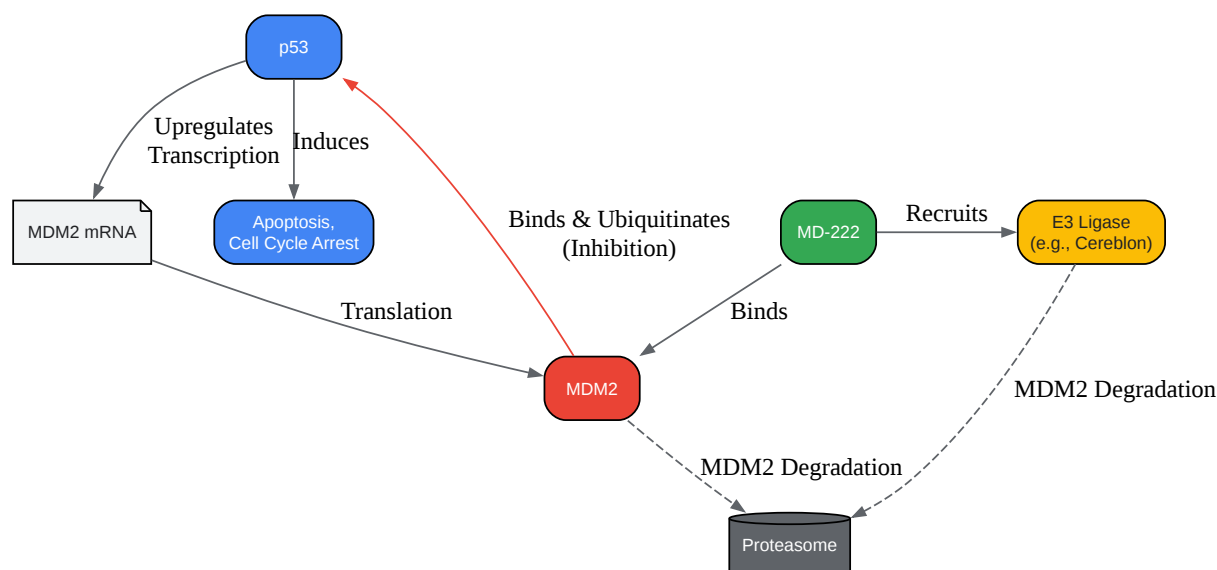 p53
Upregulates
Transcription
Induces
MDM2 mRNA
Apoptosis,
Cell Cycle Arrest
Binds & Ubiquitinates
(Inhibition)
MD-222
Recruits
E3 Ligase
(e.g., Cereblon)
Translation
Binds
MDM2
MDM2 Degradation
MDM2 Degradation
Proteasome